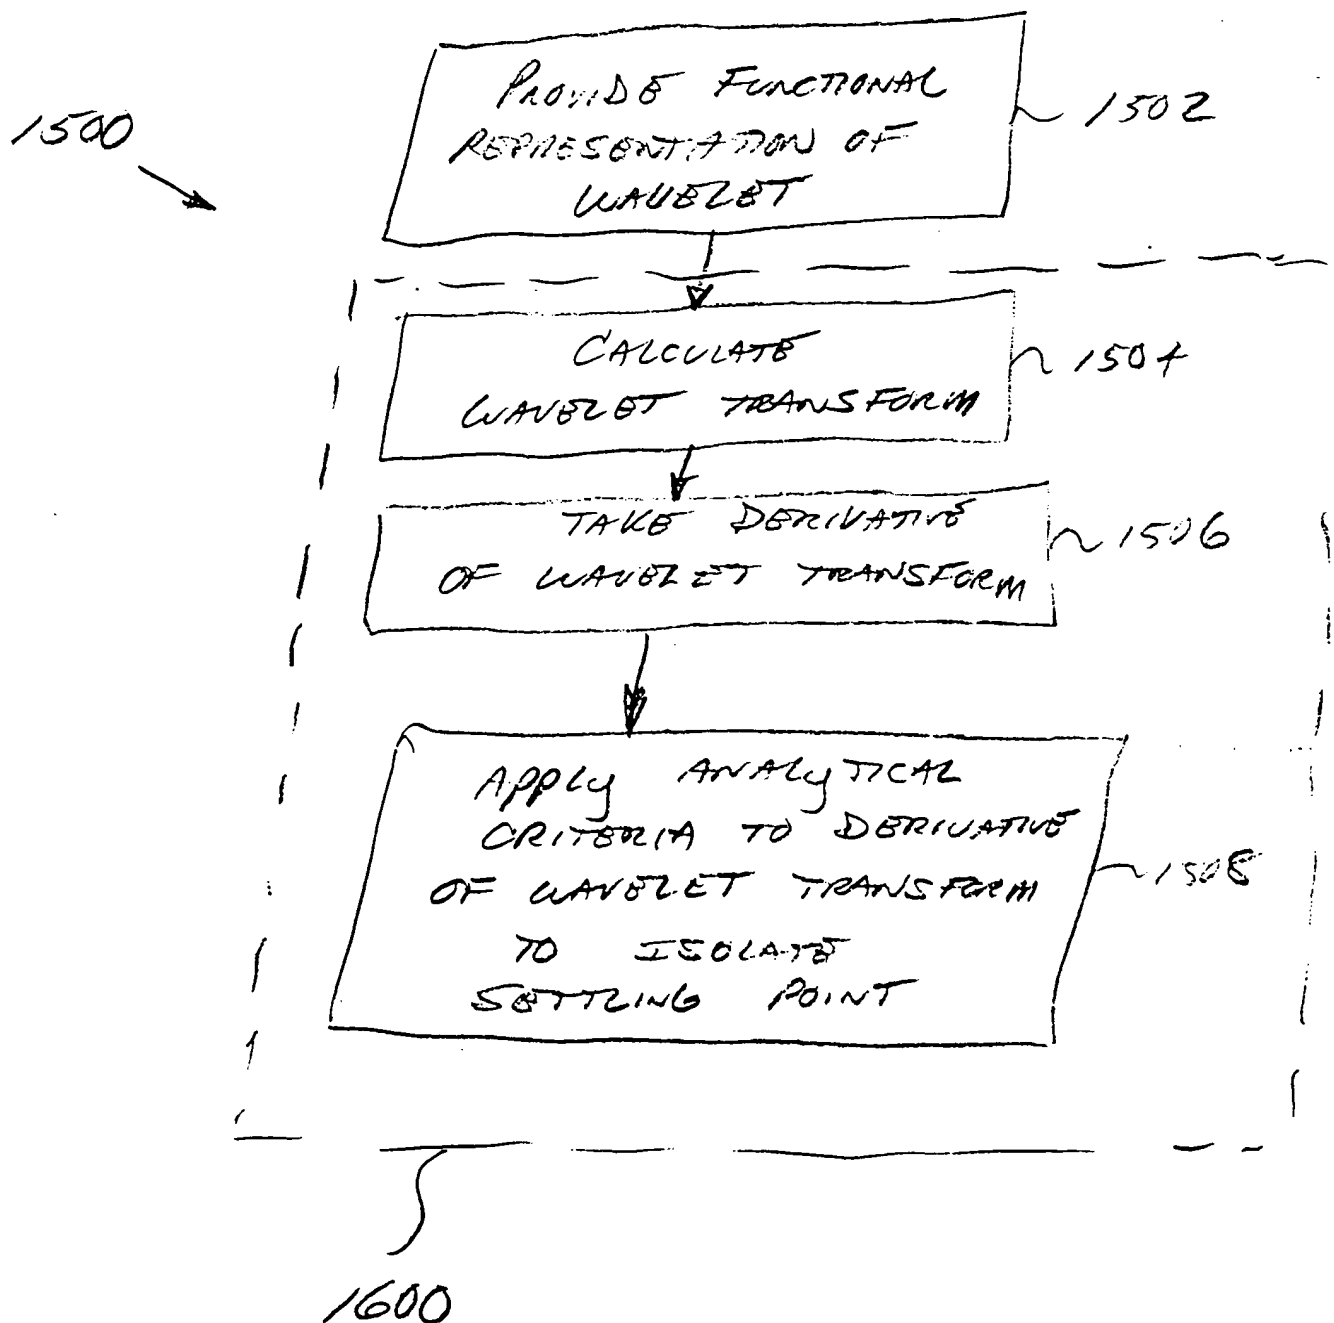 1500
PROVIDE FUNCTIONAL
REPRESENTATION OF
WAVELET
1502
CALCULATE
WAVELET TRANSFORM
1504
TAKE DERIVATIVE
OF WAVELET TRANSFORM
1506
APPLY ANALYTICAL
CRITERIA TO DERIVATIVE
OF WAVELET TRANSFORM
TO ISOLATE
SETTLING POINT
1508
1600